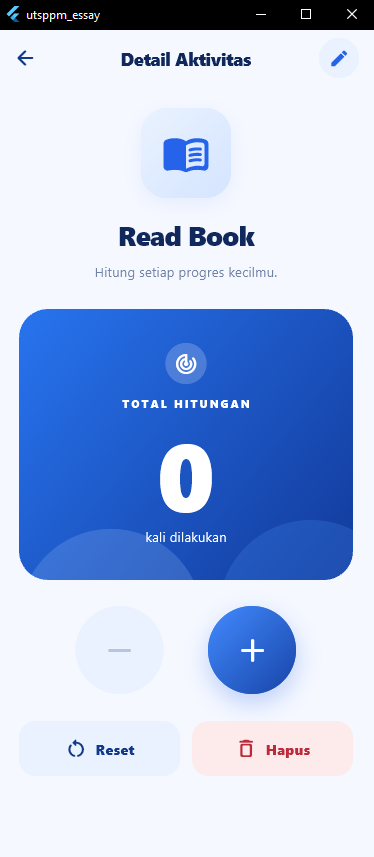 utsppm_essay
Detail Aktivitas
Read Book
Hitung setiap progres kecilmu.
TOTAL HITUNGAN
0
kali dilakukan
Reset
Hapus